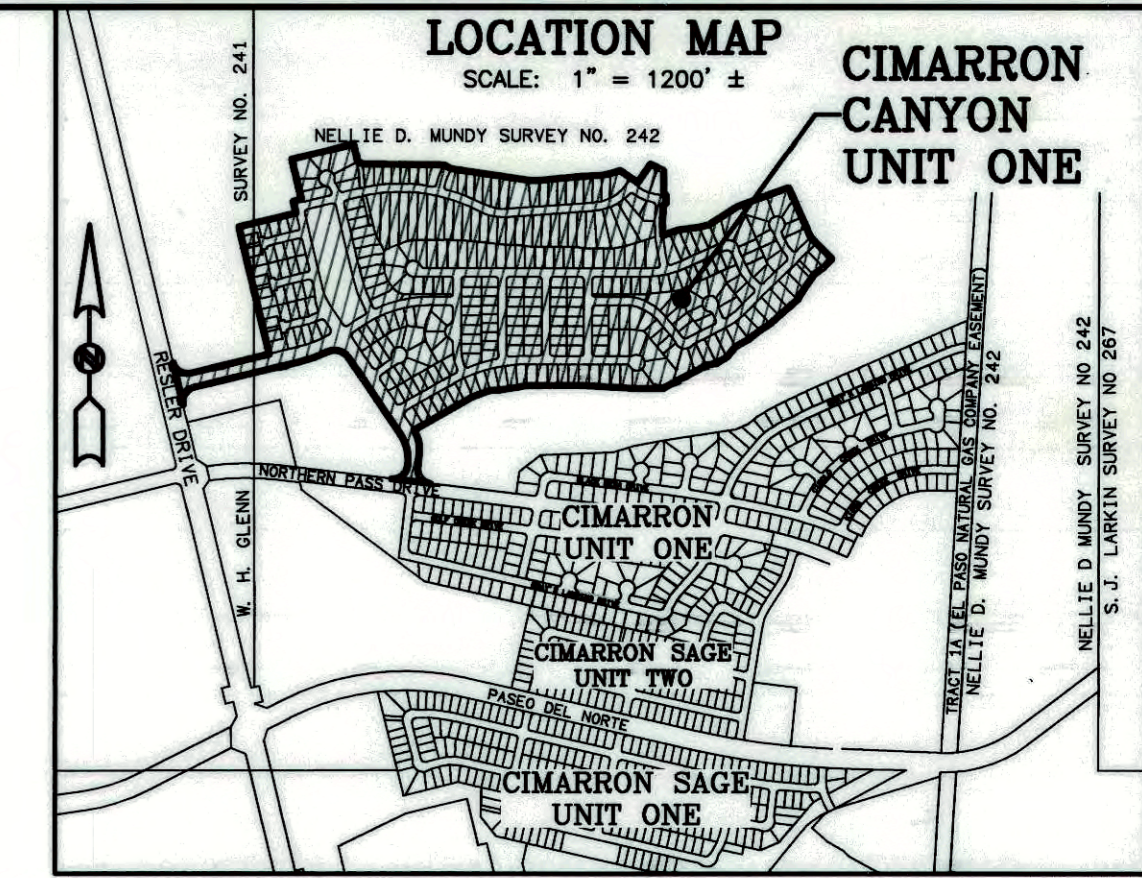 LOCATION MAP
SCALE: 1" = 1200' ±
CIMARRON
CANYON
UNIT ONE
SURVEY NO. 241
NELLIE D. MUNDY SURVEY NO. 242
N
RESLER DRIVE
NORTHERN PASS DRIVE
W. H. GLENN
CIMARRON
UNIT ONE
CIMARRON SAGE
UNIT TWO
PASEO DEL NORTE
CIMARRON SAGE
UNIT ONE
TRACT 1A (EL PASO NATURAL GAS COMPANY EASEMENT)
NELLIE D. MUNDY SURVEY NO. 242
NELLIE D MUNDY SURVEY NO 242
S. J. LARKIN SURVEY NO 267